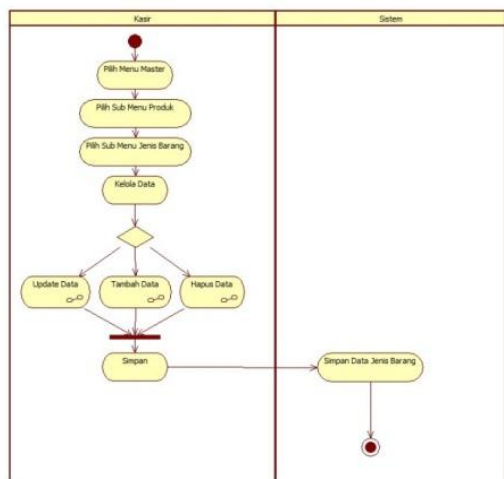 Kasir
Sistem
Pilih Menu Master
Pilih Sub Menu Produk
Pilih Sub Menu Jenis Barang
Kelola Data
Update Data
Tambah Data
Hapus Data
Simpan
Simpan Data Jenis Barang